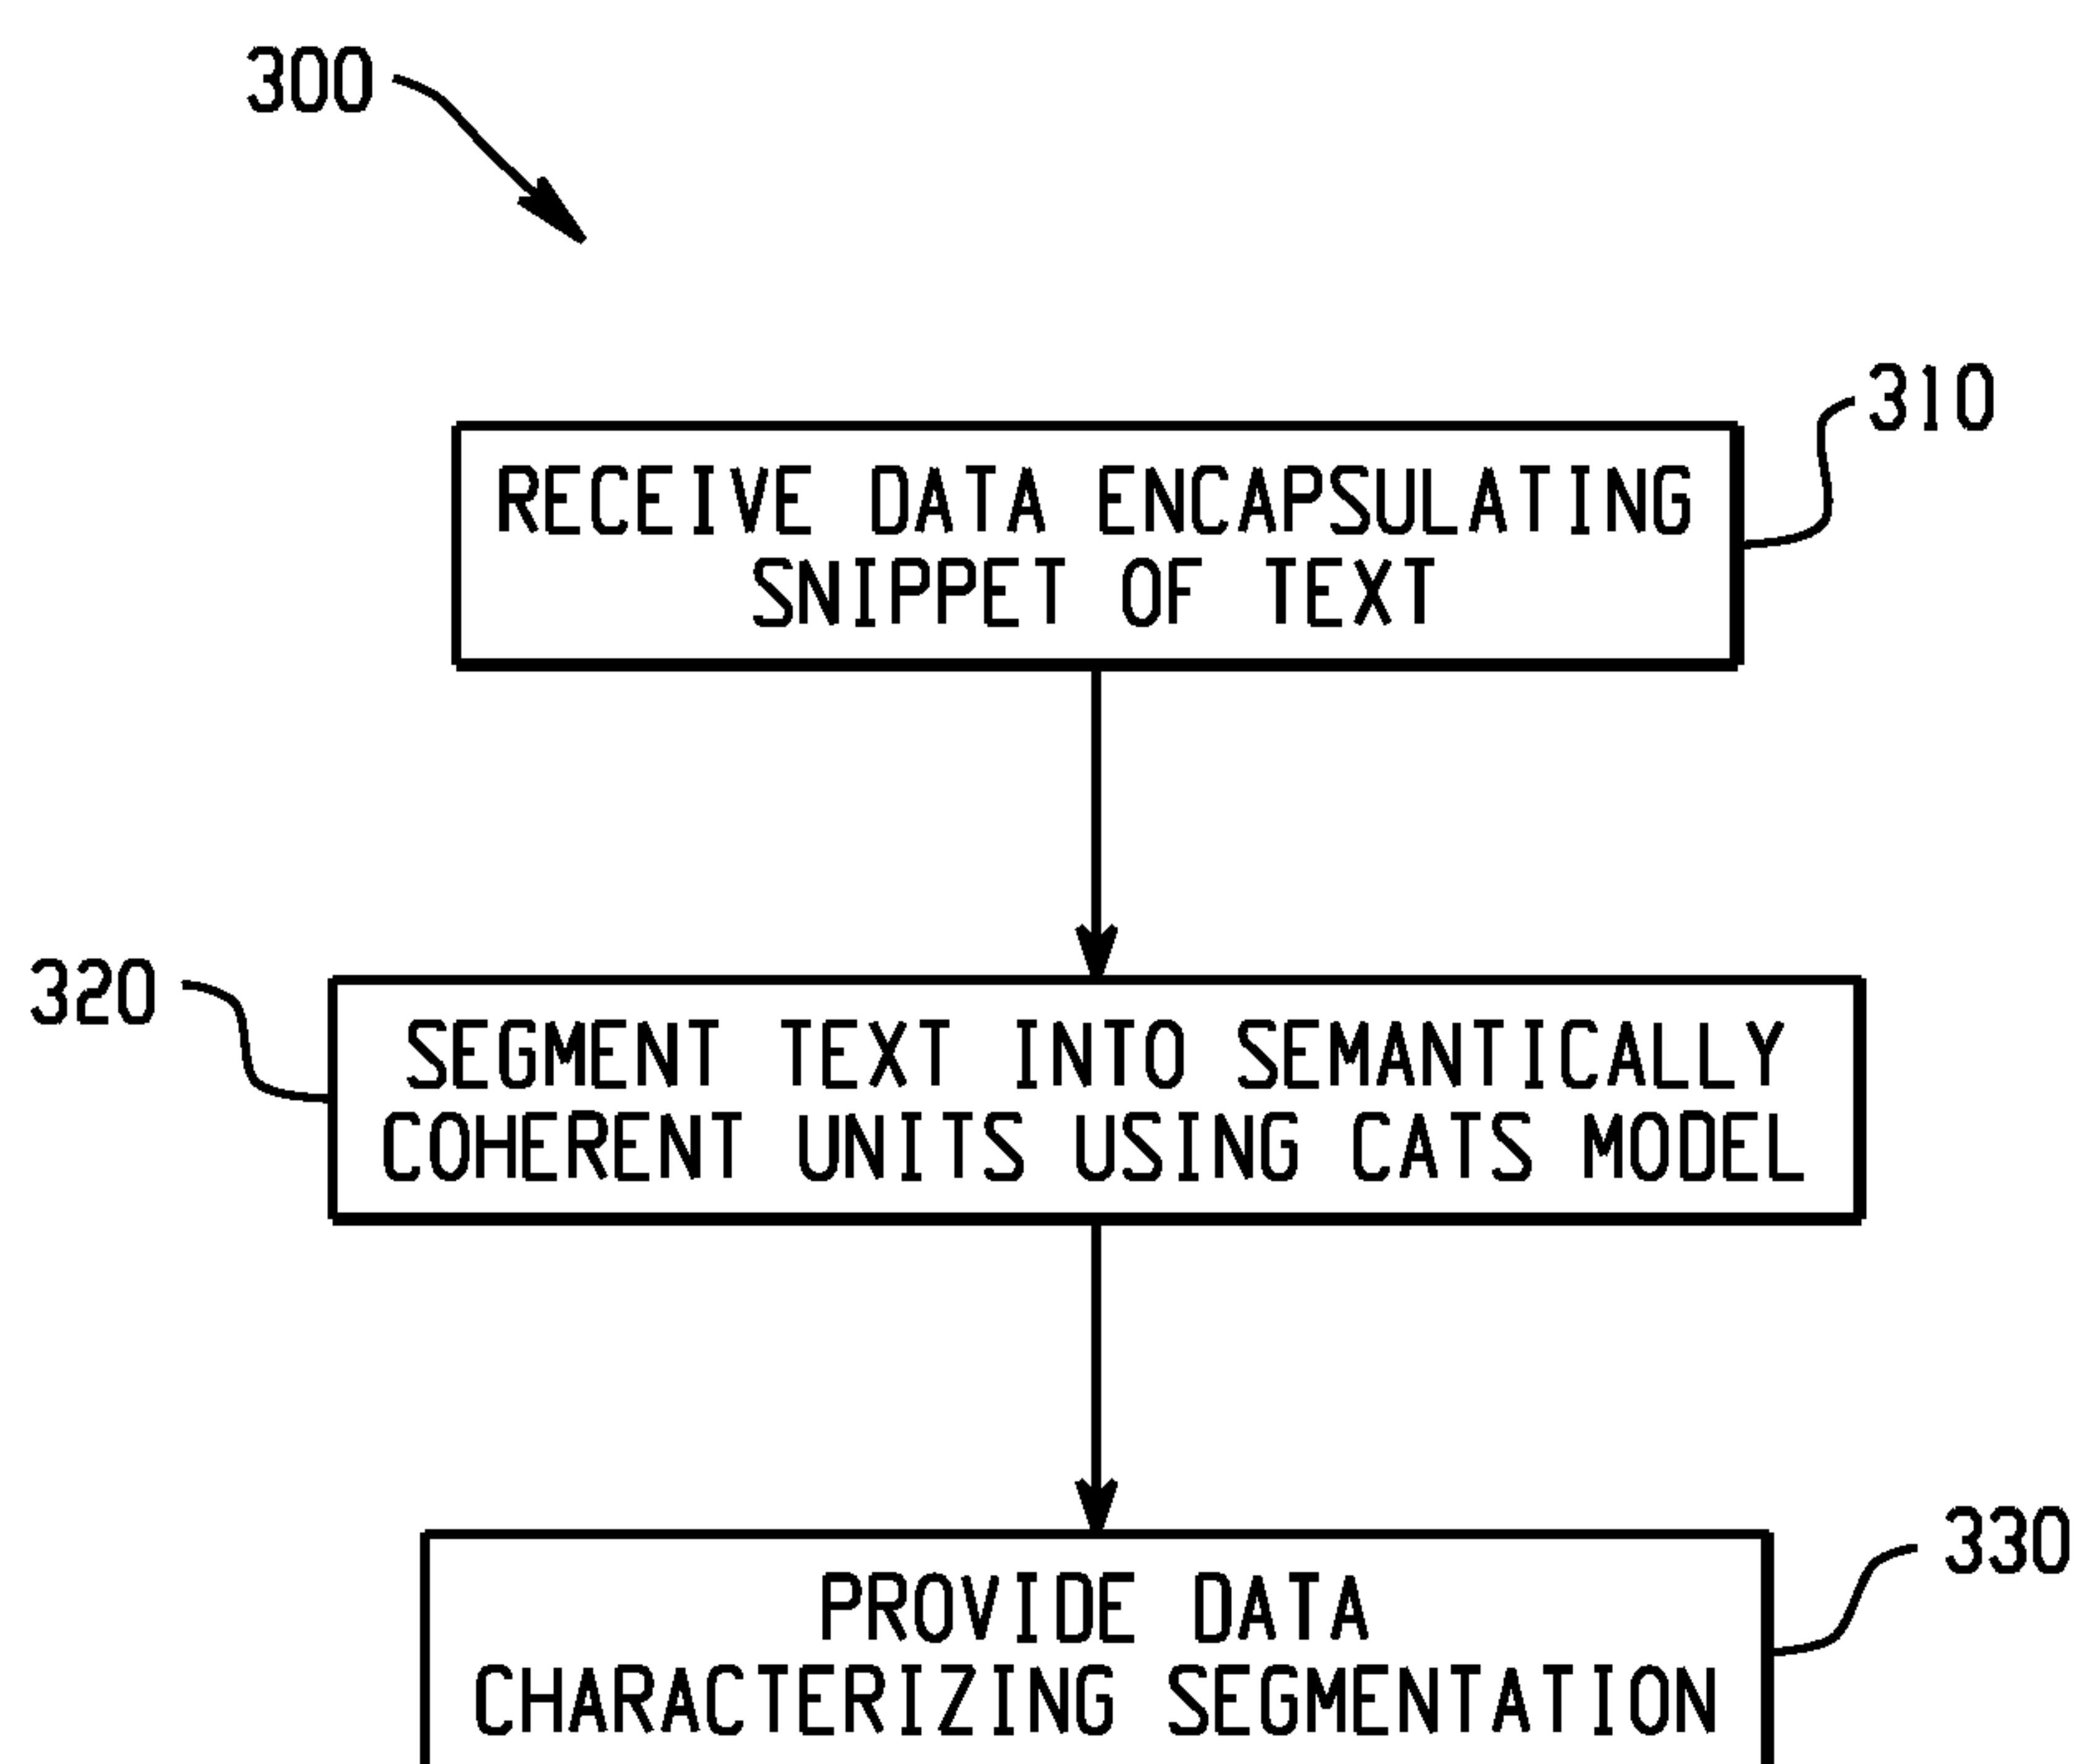 300
310
RECEIVE DATA ENCAPSULATING
SNIPPET OF TEXT
320
SEGMENT TEXT INTO SEMANTICALLY
COHERENT UNITS USING CATS MODEL
330
PROVIDE DATA
CHARACTERIZING SEGMENTATION